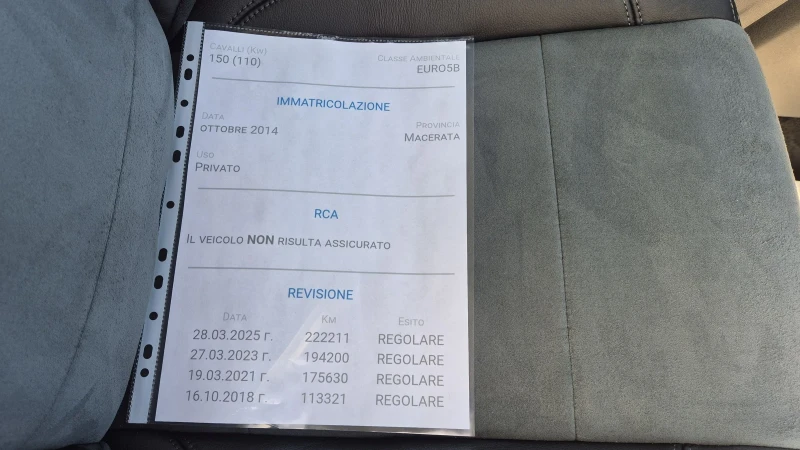 Cavalli (Kw)
150 (110)
Classe Ambientale
EURO5B
IMMATRICOLAZIONE
Data
ottobre 2014
Provincia
Macerata
Uso
Privato
RCA
Il veicolo NON risulta assicurato
REVISIONE
Data Km Esito
28.03.2025 г. 222211 REGOLARE
27.03.2023 г. 194200 REGOLARE
19.03.2021 г. 175630 REGOLARE
16.10.2018 г. 113321 REGOLARE